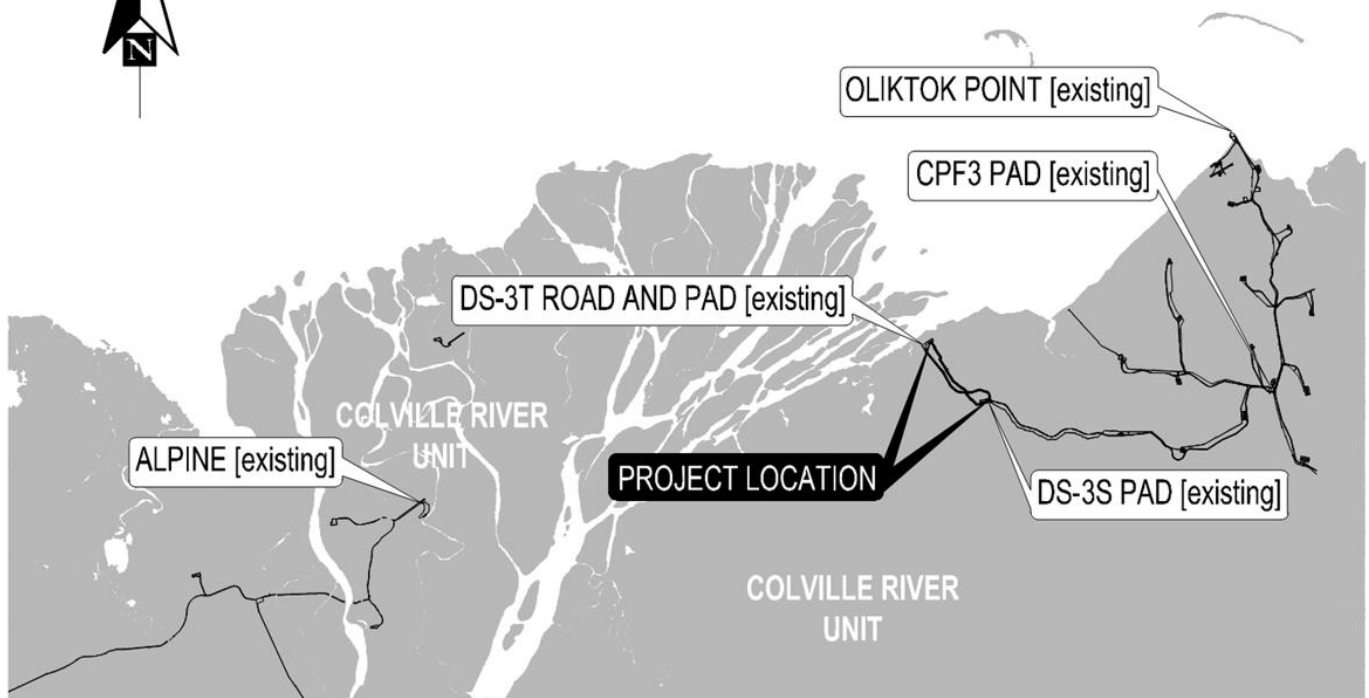 N
OLIKTOK POINT [existing]
CPF3 PAD [existing]
DS-3T ROAD AND PAD [existing]
COLVILLE RIVER
UNIT
ALPINE [existing]
PROJECT LOCATION
DS-3S PAD [existing]
COLVILLE RIVER
UNIT